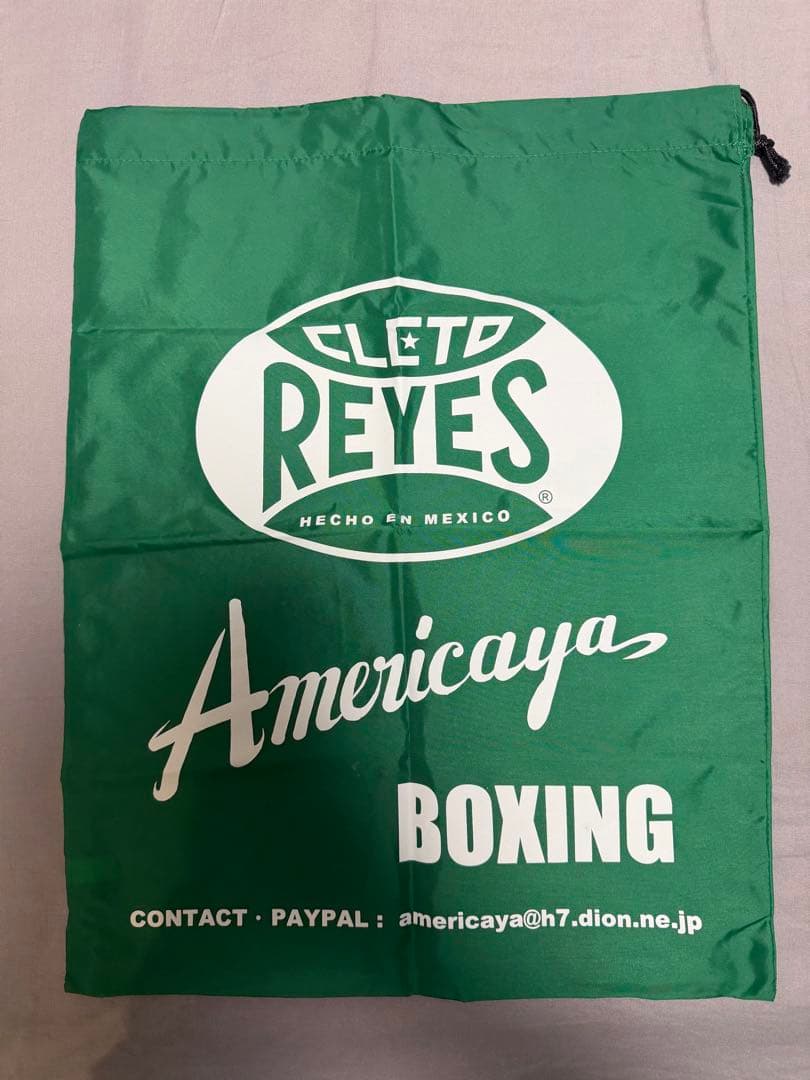 CLETO
REYES
®
HECHO EN MEXICO
Americaya
BOXING
CONTACT · PAYPAL : americaya@h7.dion.ne.jp